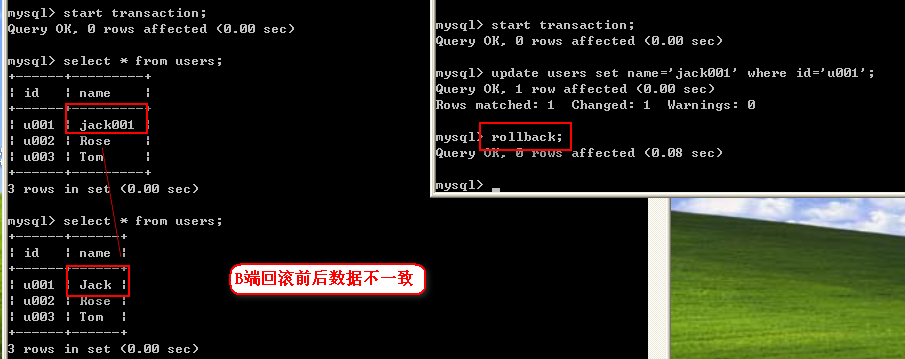 mysql> start transaction;
Query OK, 0 rows affected (0.00 sec)
mysql> select * from users;
+------+---------+
| id   | name    |
+------+---------+
| u001 | jack001 |
| u002 | Rose    |
| u003 | Tom     |
+------+---------+
3 rows in set (0.00 sec)
mysql> select * from users;
+------+------+
| id   | name |
+------+------+
| u001 | Jack |
| u002 | Rose |
| u003 | Tom  |
+------+------+
3 rows in set (0.00 sec)
B端回滚前后数据不一致
mysql> start transaction;
Query OK, 0 rows affected (0.00 sec)
mysql> update users set name='jack001' where id='u001';
Query OK, 1 row affected (0.00 sec)
Rows matched: 1  Changed: 1  Warnings: 0
mysql> rollback;
Query OK, 0 rows affected (0.08 sec)
mysql>